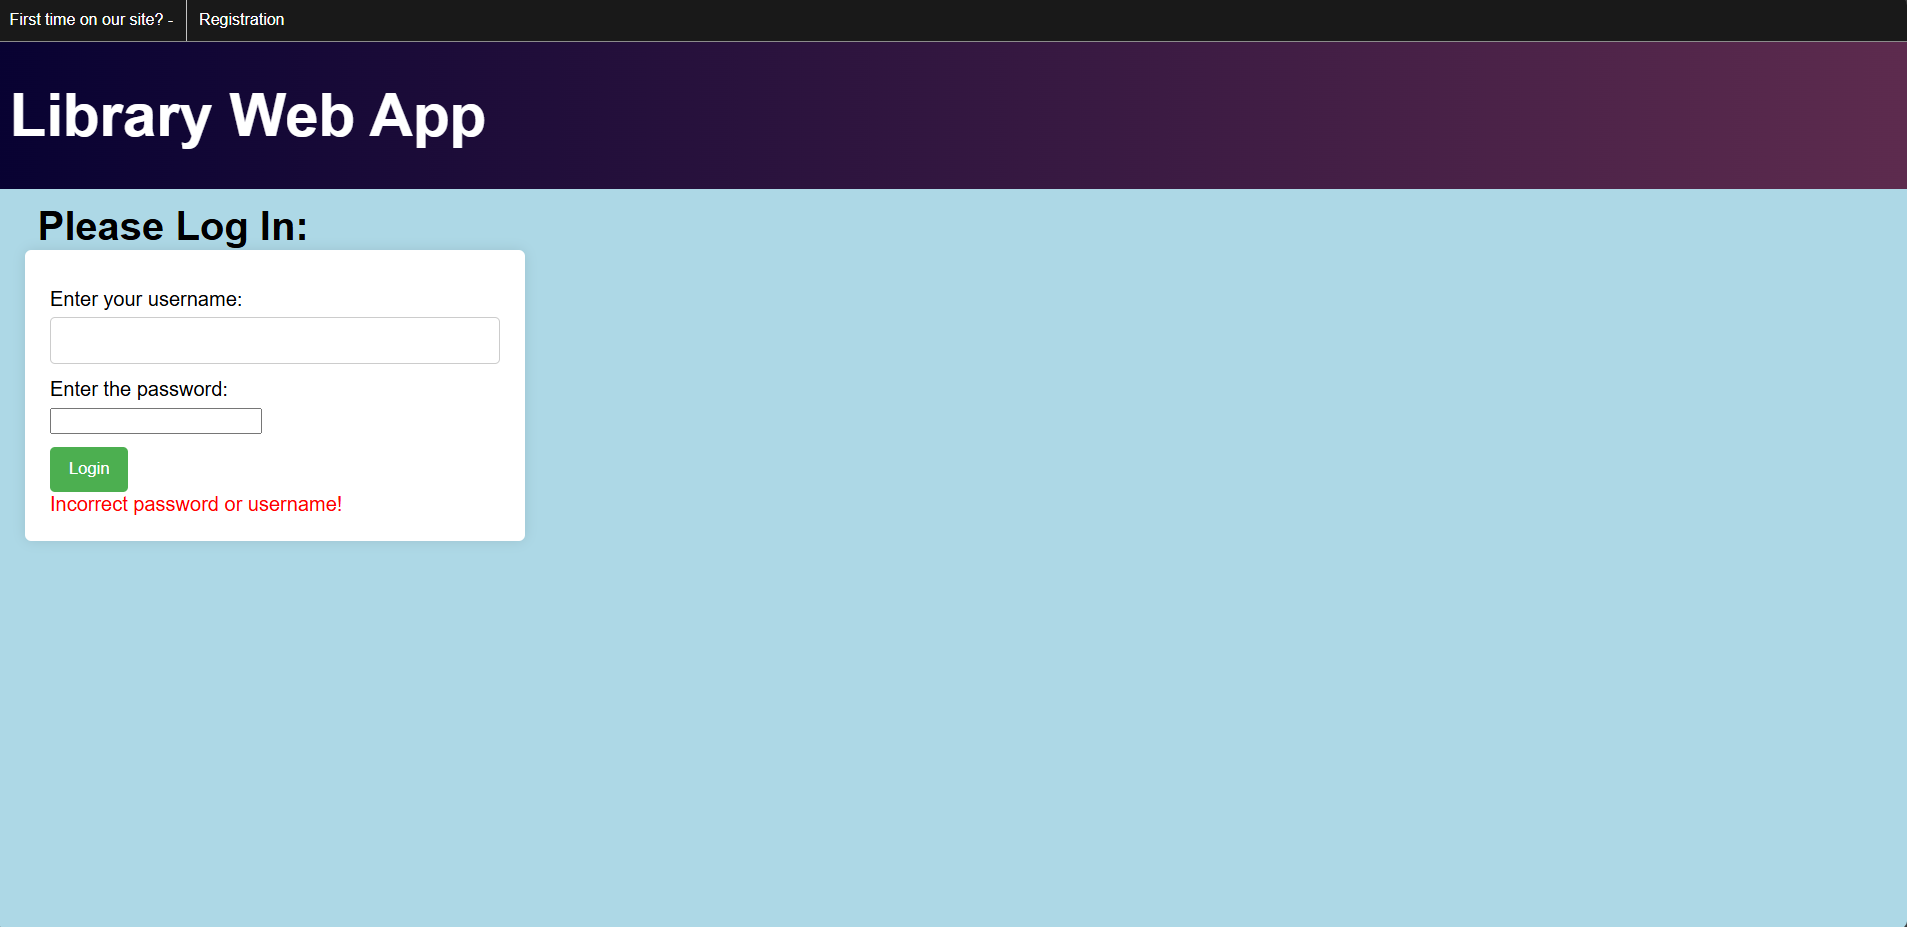 First time on our site? -
Registration
Library Web App
Please Log In:
Enter your username:
Enter the password:
Login
Incorrect password or username!